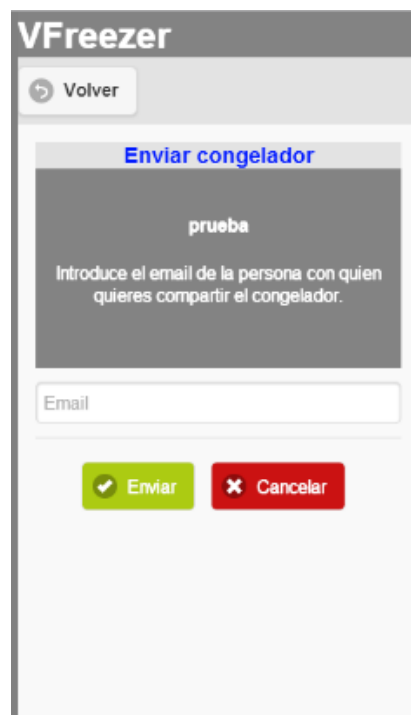 VFreezer
Volver
Enviar congelador
prueba
Introduce el email de la persona con quien
quieres compartir el congelador.
Email
Enviar
Cancelar